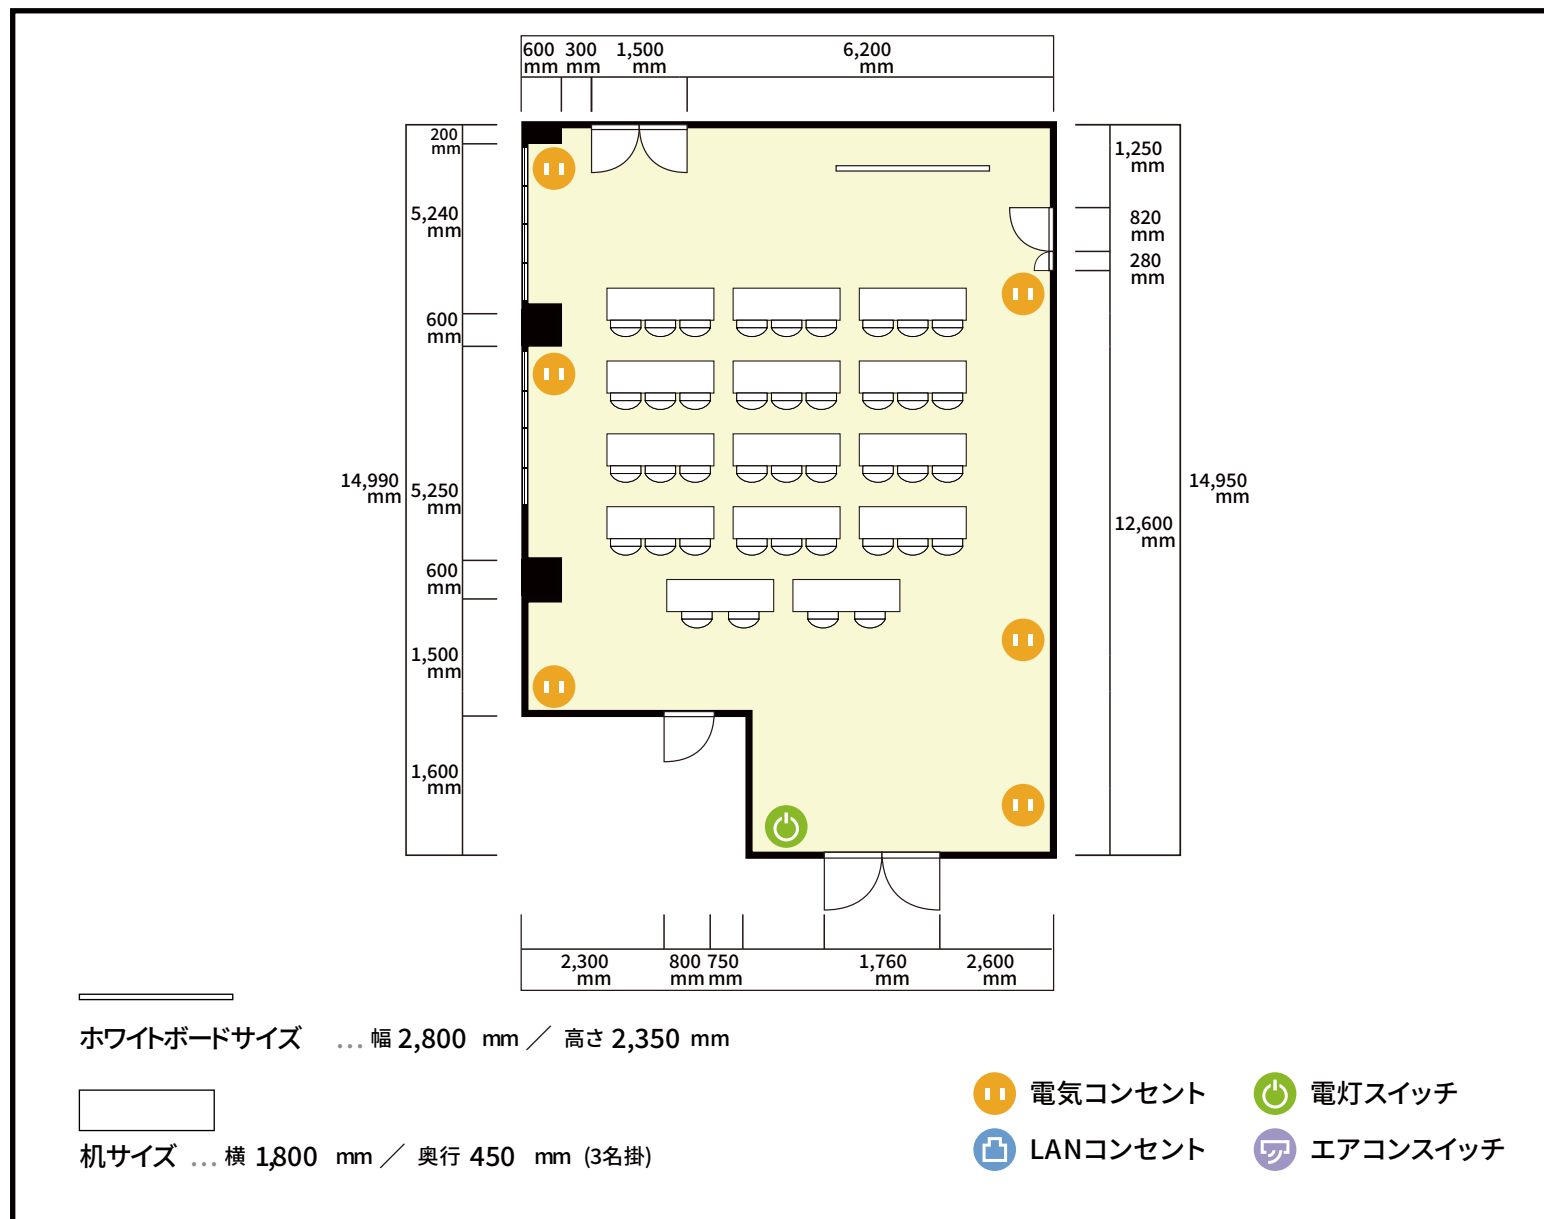 600 mm
300 mm
1,500 mm
6,200 mm
200 mm
5,240 mm
600 mm
14,990 mm
5,250 mm
600 mm
1,500 mm
1,600 mm
1,250 mm
820 mm
280 mm
12,600 mm
14,950 mm
2,300 mm
800 mm
750 mm
1,760 mm
2,600 mm
ホワイトボードサイズ … 幅 2,800 mm ／ 高さ 2,350 mm
机サイズ … 横 1,800 mm ／ 奥行 450 mm (3名掛)
電気コンセント 電灯スイッチ
LANコンセント エアコンスイッチ